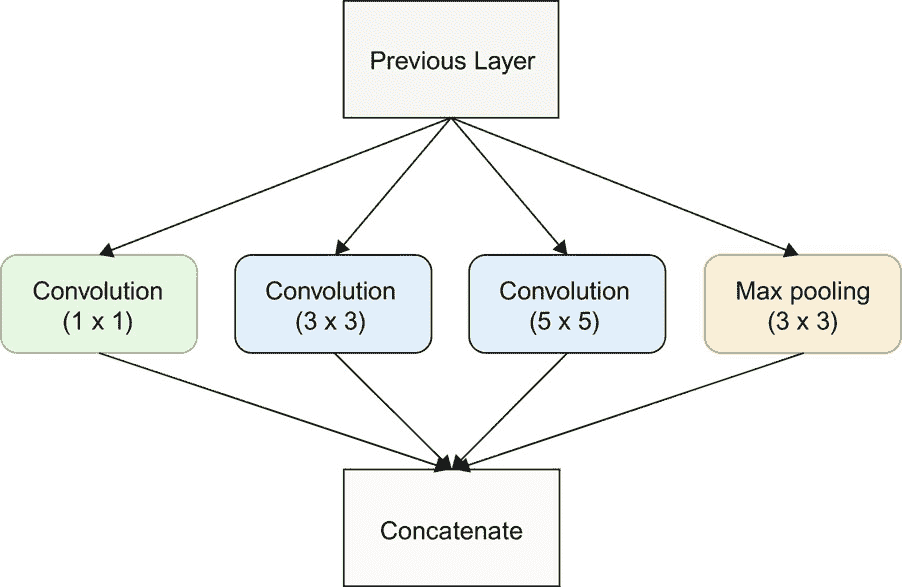 Previous Layer
Convolution
(1 x 1)
Convolution
(3 x 3)
Convolution
(5 x 5)
Max pooling
(3 x 3)
Concatenate